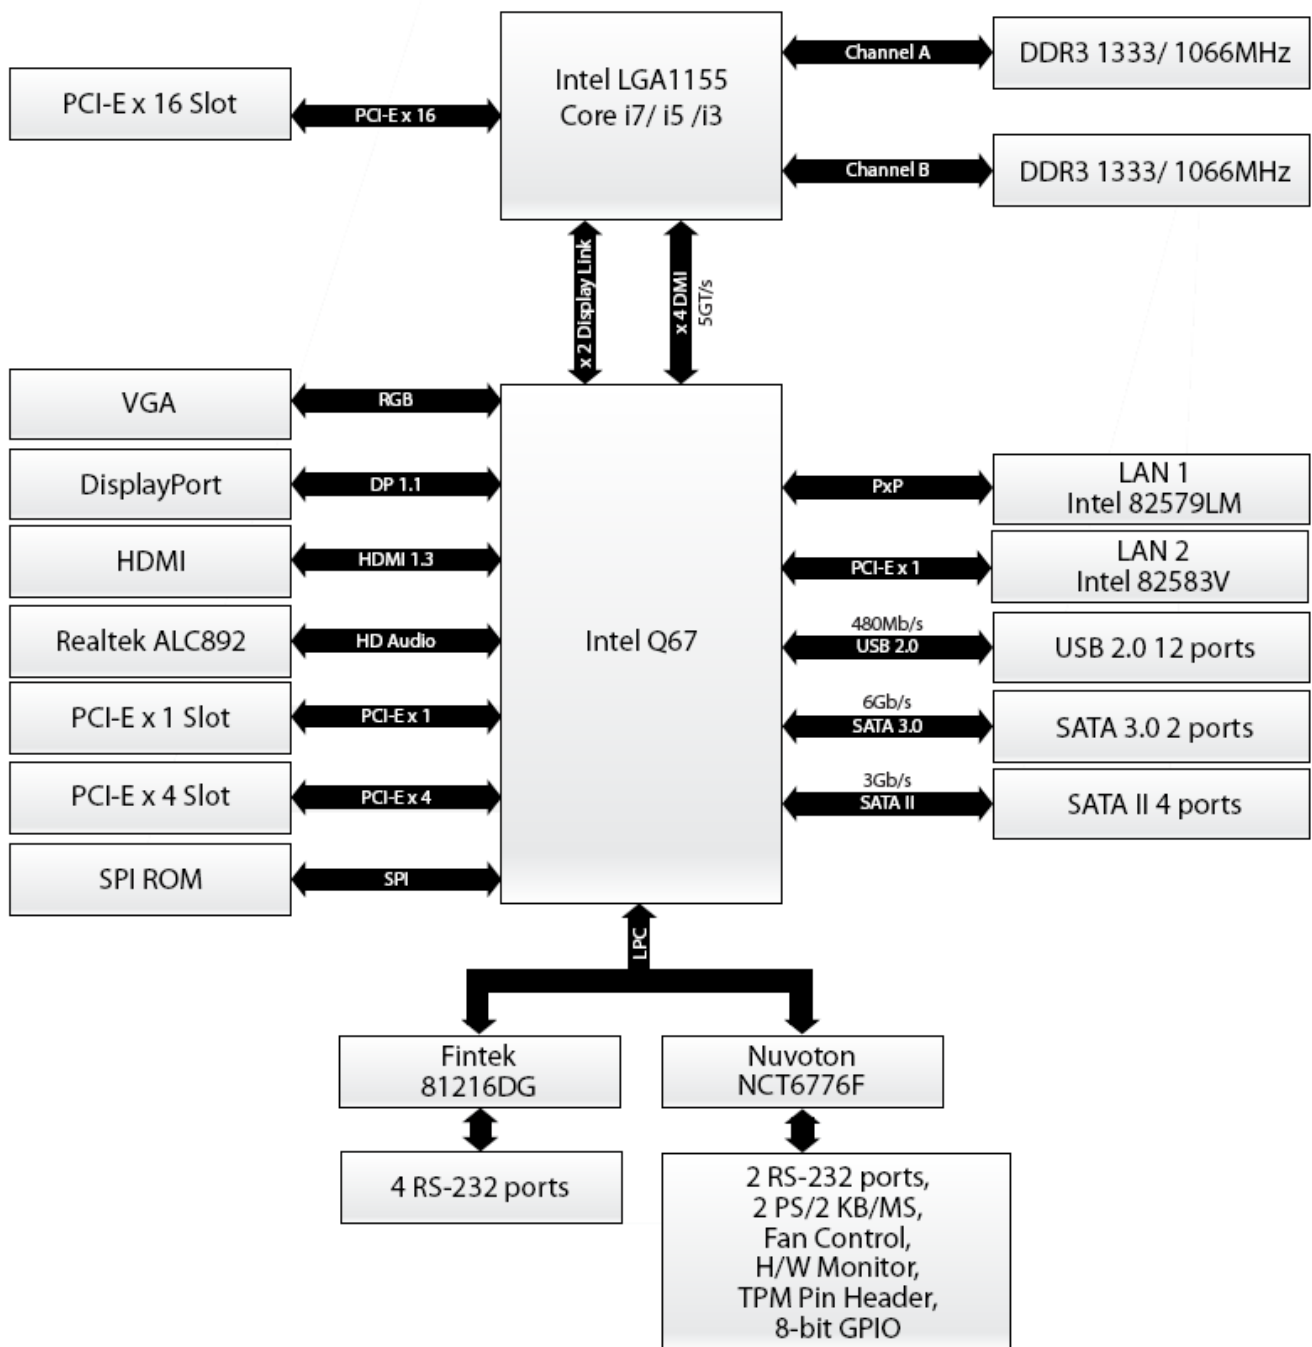 Intel LGA1155
Core i7/ i5 /i3
PCI-E x 16 Slot
PCI-E x 16
Channel A
DDR3 1333/ 1066MHz
Channel B
DDR3 1333/ 1066MHz
x 2 Display Link
x 4 DMI
5GT/s
VGA
RGB
DisplayPort
DP 1.1
HDMI
HDMI 1.3
Realtek ALC892
HD Audio
PCI-E x 1 Slot
PCI-E x 1
PCI-E x 4 Slot
PCI-E x 4
SPI ROM
SPI
Intel Q67
PxP
LAN 1
Intel 82579LM
PCI-E x 1
LAN 2
Intel 82583V
480Mb/s
USB 2.0
USB 2.0 12 ports
6Gb/s
SATA 3.0
SATA 3.0 2 ports
3Gb/s
SATA II
SATA II 4 ports
LPC
Fintek
81216DG
Nuvoton
NCT6776F
4 RS-232 ports
2 RS-232 ports,
2 PS/2 KB/MS,
Fan Control,
H/W Monitor,
TPM Pin Header,
8-bit GPIO